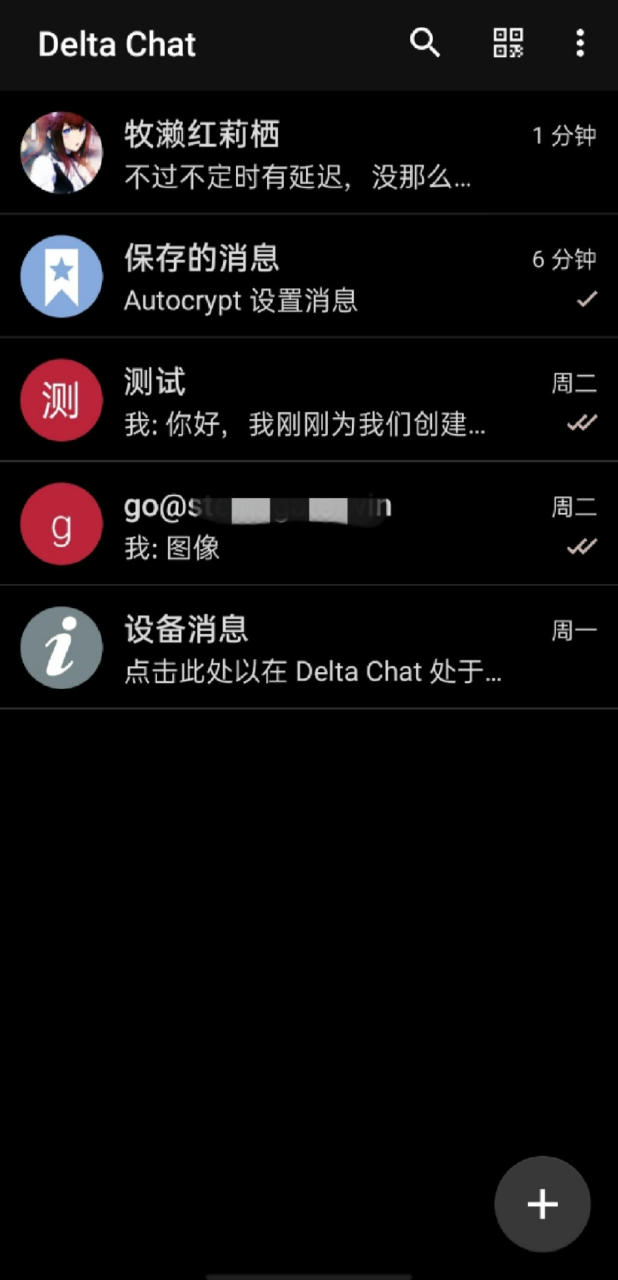 Delta Chat
牧濑红莉栖
1 分钟
不过不定时有延迟，没那么...
保存的消息
6 分钟
Autocrypt 设置消息
测
测试
周二
我: 你好，我刚刚为我们创建...
g
go@
周二
我: 图像
设备消息
周一
点击此处以在 Delta Chat 处于...